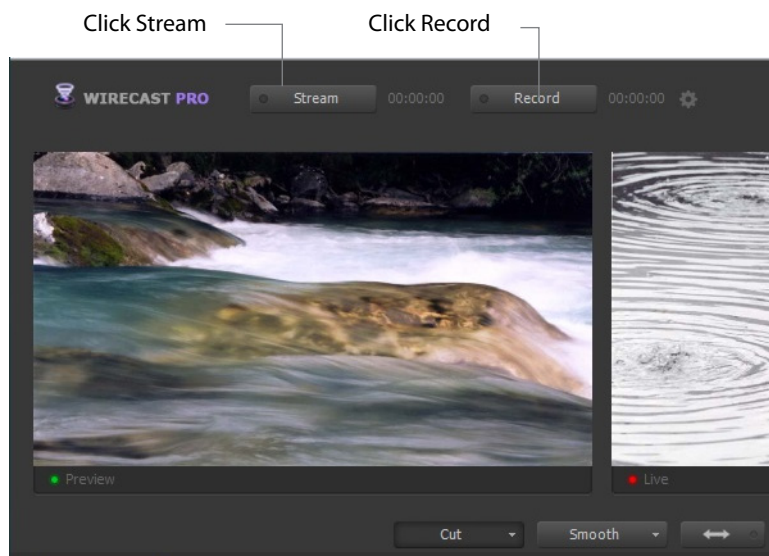 Click Stream Click Record
WIRECAST PRO Stream 00:00:00 Record 00:00:00
Preview Live
Cut Smooth